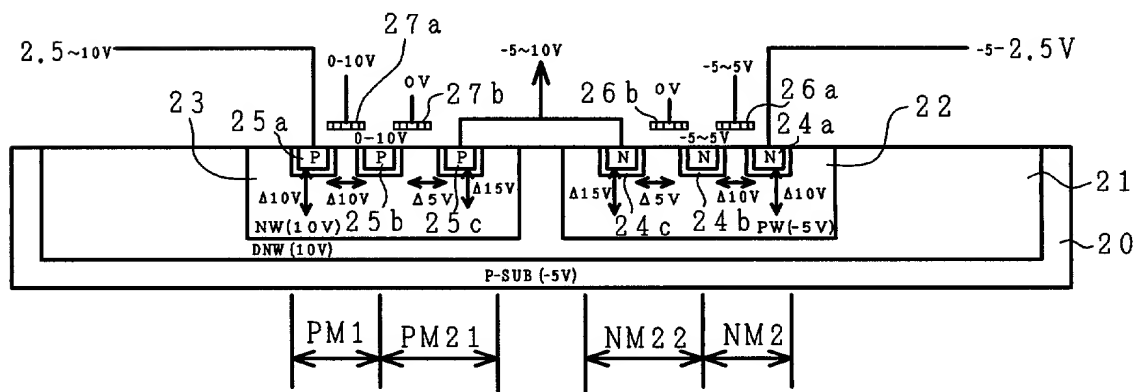 27a
2.5~10V
0-10V
0V
27b
-5~10V
26b
0V
-5~5V
26a
-5-2.5V
23
25a
0-10V
-5~5V
24a
22
P
P
P
N
N
N
21
Δ10V
Δ10V
Δ5V
Δ15V
Δ15V
Δ5V
Δ10V
Δ10V
NW(10V)
25b
25c
24c
24b
PW(-5V)
20
DNW(10V)
P-SUB(-5V)
PM1
PM21
NM22
NM2